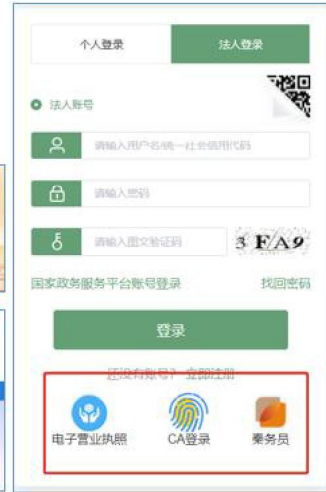 个人登录 法人登录
法人账号
请输入用户名/统一社会信用代码
请输入密码
请输入图文验证码 3FA9
国家政务服务平台账号登录 找回密码
登录
还没有账号？ 立即注册
电子营业执照 CA登录 秦务员